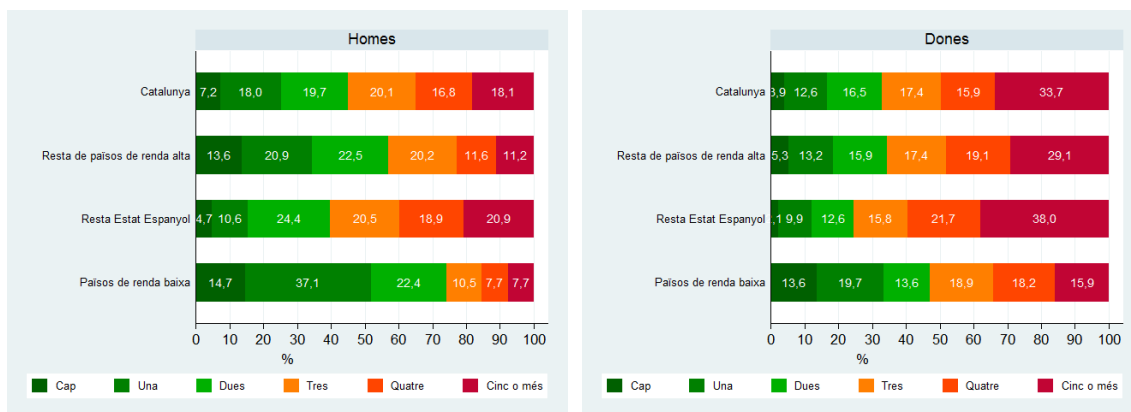 Homes
Catalunya 7,2 18,0 19,7 20,1 16,8 18,1
Resta de països de renda alta 13,6 20,9 22,5 20,2 11,6 11,2
Resta Estat Espanyol 4,7 10,6 24,4 20,5 18,9 20,9
Països de renda baixa 14,7 37,1 22,4 10,5 7,7 7,7
0 10 20 30 40 50 60 70 80 90 100
%
Cap Una Dues Tres Quatre Cinc o més
Dones
Catalunya 3,9 12,6 16,5 17,4 15,9 33,7
Resta de països de renda alta 5,3 13,2 15,9 17,4 19,1 29,1
Resta Estat Espanyol 9,9 12,6 15,8 21,7 38,0
Països de renda baixa 13,6 19,7 13,6 18,9 18,2 15,9
0 10 20 30 40 50 60 70 80 90 100
%
Cap Una Dues Tres Quatre Cinc o més